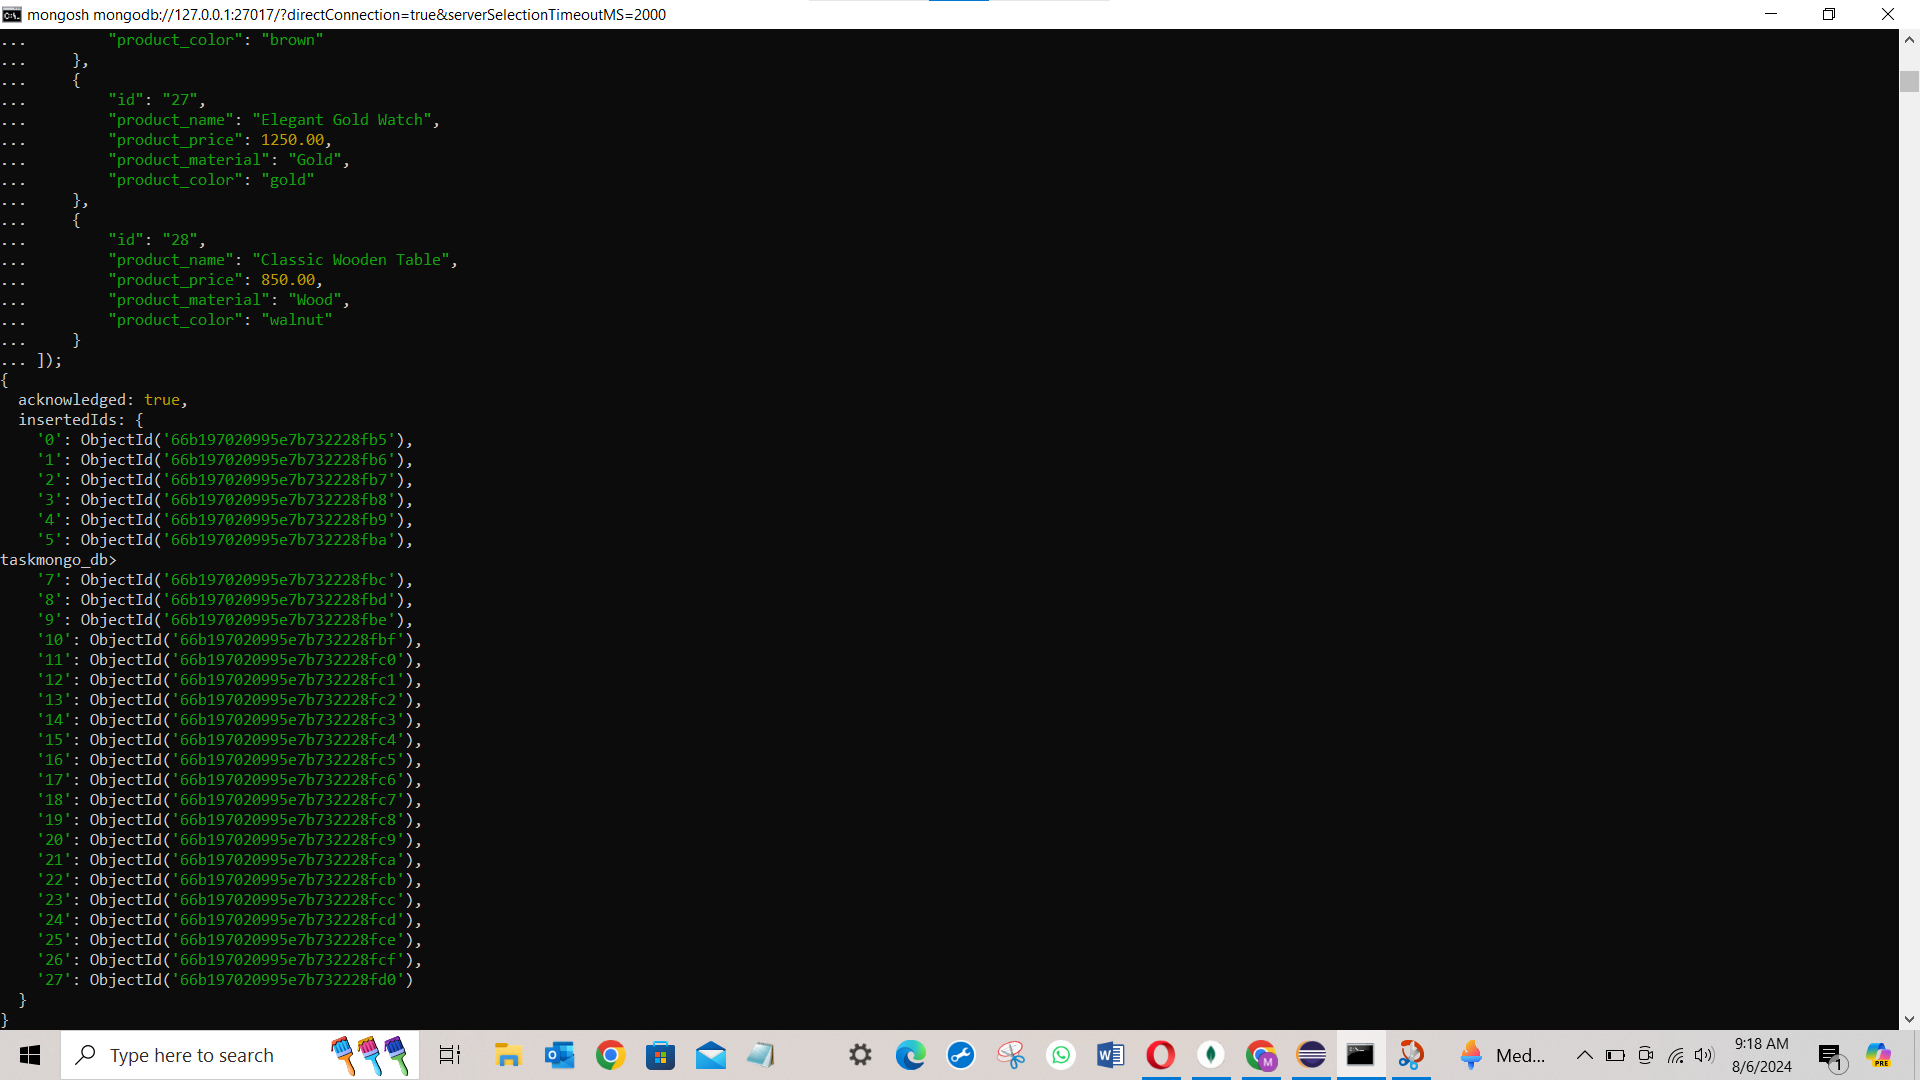 mongosh mongodb://127.0.0.1:27017/?directConnection=true&serverSelectionTimeoutMS=2000
...         "product_color": "brown"
...     },
...     {
...         "id": "27",
...         "product_name": "Elegant Gold Watch",
...         "product_price": 1250.00,
...         "product_material": "Gold",
...         "product_color": "gold"
...     },
...     {
...         "id": "28",
...         "product_name": "Classic Wooden Table",
...         "product_price": 850.00,
...         "product_material": "Wood",
...         "product_color": "walnut"
...     }
... ]);
{
  acknowledged: true,
  insertedIds: {
    '0': ObjectId('66b197020995e7b732228fb5'),
    '1': ObjectId('66b197020995e7b732228fb6'),
    '2': ObjectId('66b197020995e7b732228fb7'),
    '3': ObjectId('66b197020995e7b732228fb8'),
    '4': ObjectId('66b197020995e7b732228fb9'),
    '5': ObjectId('66b197020995e7b732228fba'),
taskmongo_db>
    '7': ObjectId('66b197020995e7b732228fbc'),
    '8': ObjectId('66b197020995e7b732228fbd'),
    '9': ObjectId('66b197020995e7b732228fbe'),
    '10': ObjectId('66b197020995e7b732228fbf'),
    '11': ObjectId('66b197020995e7b732228fc0'),
    '12': ObjectId('66b197020995e7b732228fc1'),
    '13': ObjectId('66b197020995e7b732228fc2'),
    '14': ObjectId('66b197020995e7b732228fc3'),
    '15': ObjectId('66b197020995e7b732228fc4'),
    '16': ObjectId('66b197020995e7b732228fc5'),
    '17': ObjectId('66b197020995e7b732228fc6'),
    '18': ObjectId('66b197020995e7b732228fc7'),
    '19': ObjectId('66b197020995e7b732228fc8'),
    '20': ObjectId('66b197020995e7b732228fc9'),
    '21': ObjectId('66b197020995e7b732228fca'),
    '22': ObjectId('66b197020995e7b732228fcb'),
    '23': ObjectId('66b197020995e7b732228fcc'),
    '24': ObjectId('66b197020995e7b732228fcd'),
    '25': ObjectId('66b197020995e7b732228fce'),
    '26': ObjectId('66b197020995e7b732228fcf'),
    '27': ObjectId('66b197020995e7b732228fd0')
  }
}
Type here to search
Med...
9:18 AM
8/6/2024
1
PRE